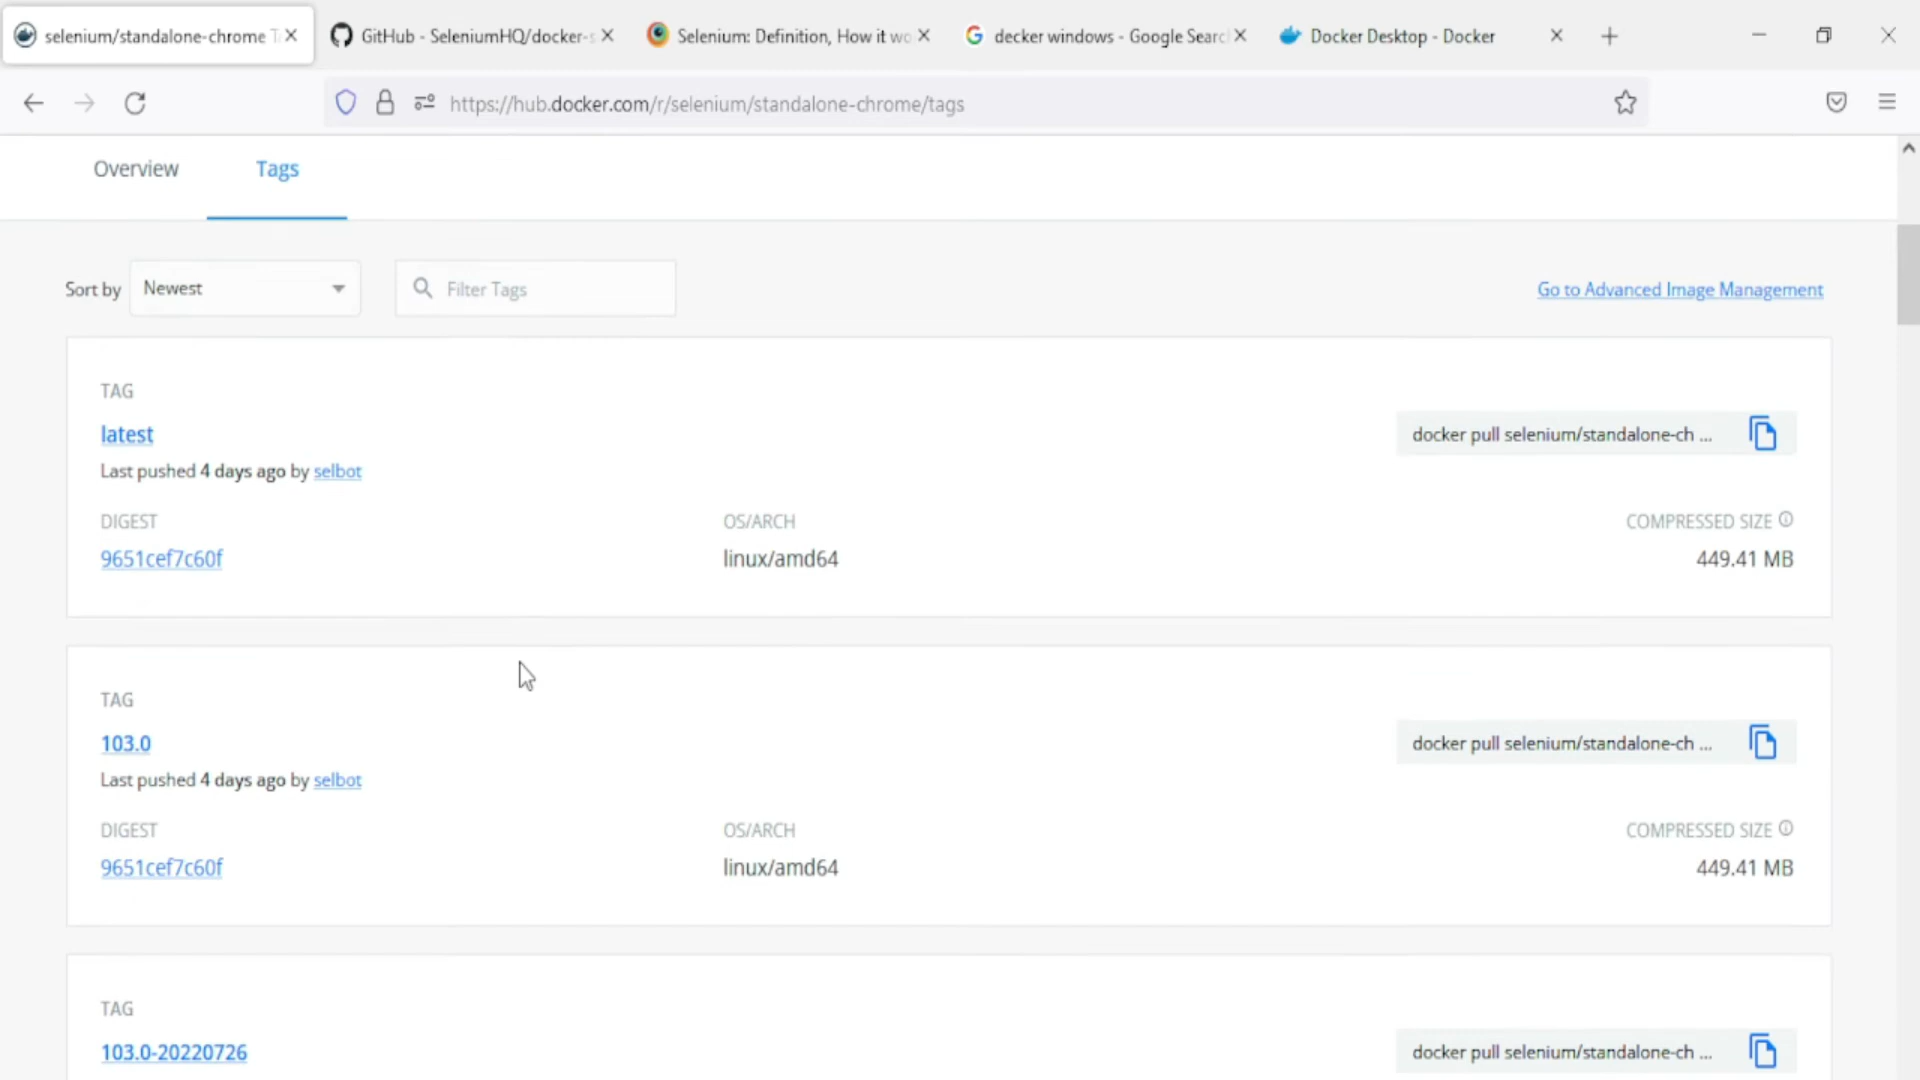 selenium/standalone-chrome T
GitHub - SeleniumHQ/docker-s
Selenium: Definition, How it wo
decker windows - Google Searc
Docker Desktop - Docker
https://hub.docker.com/r/selenium/standalone-chrome/tags
Overview
Tags
Sort by
Newest
Filter Tags
Go to Advanced Image Management
TAG
latest
docker pull selenium/standalone-ch ...
Last pushed 4 days ago by selbot
DIGEST
OS/ARCH
COMPRESSED SIZE
9651cef7c60f
linux/amd64
449.41 MB
TAG
103.0
docker pull selenium/standalone-ch ...
Last pushed 4 days ago by selbot
DIGEST
OS/ARCH
COMPRESSED SIZE
9651cef7c60f
linux/amd64
449.41 MB
TAG
103.0-20220726
docker pull selenium/standalone-ch ...